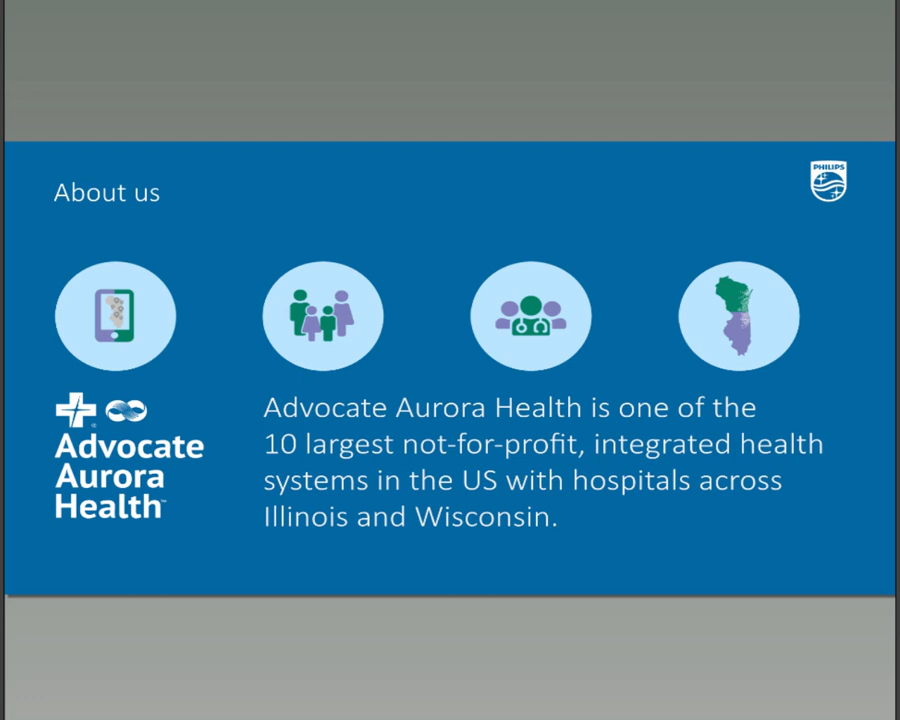 About us
PHILIPS
Advocate
Aurora
Health™
Advocate Aurora Health is one of the
10 largest not-for-profit, integrated health
systems in the US with hospitals across
Illinois and Wisconsin.